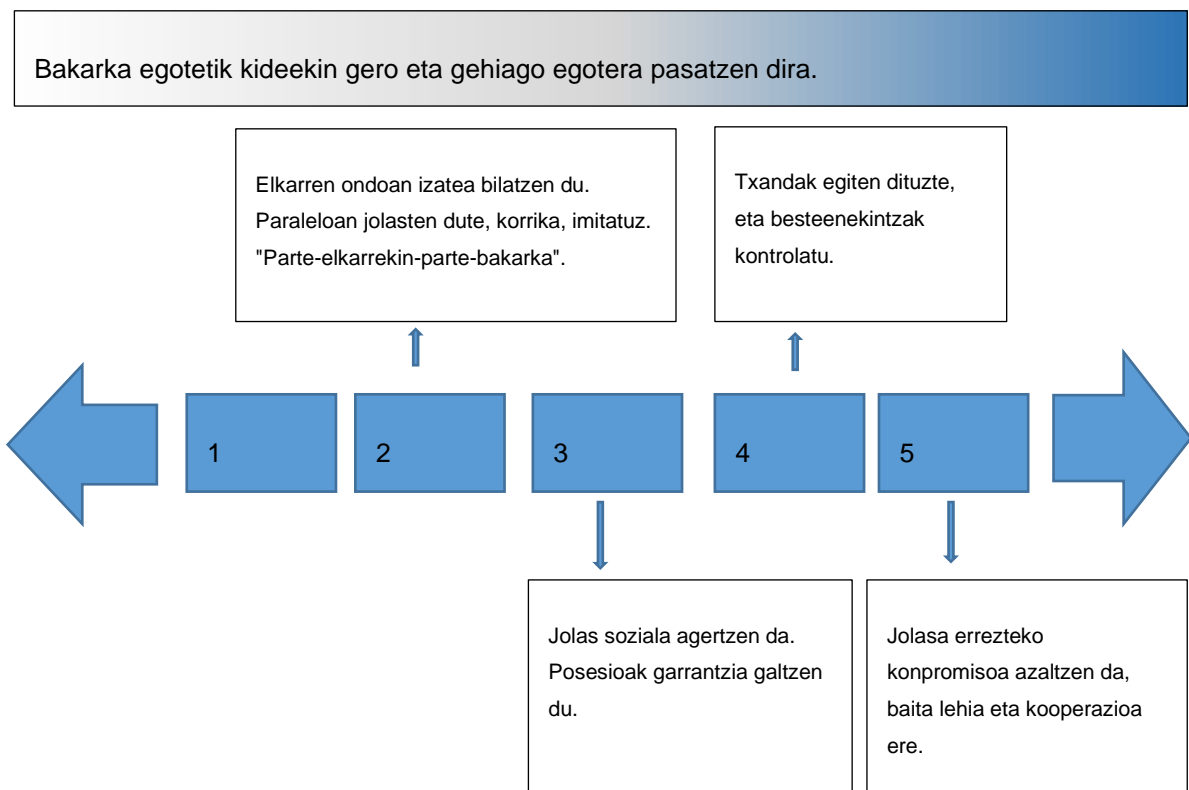 Bakarka egotetik kideekin gero eta gehiago egotera pasatzen dira.
Elkarren ondoan izatea bilatzen du.
Paraleloan jolasten dute, korrika, imitatuz.
"Parte-elkarrekin-parte-bakarka".
Txandak egiten dituzte,
eta besteenekintzak
kontrolatu.
1
2
3
4
5
Jolas soziala agertzen da.
Posesioak garrantzia galtzen
du.
Jolasa errezteko
konpromisoa azaltzen da,
baita lehia eta kooperazioa
ere.